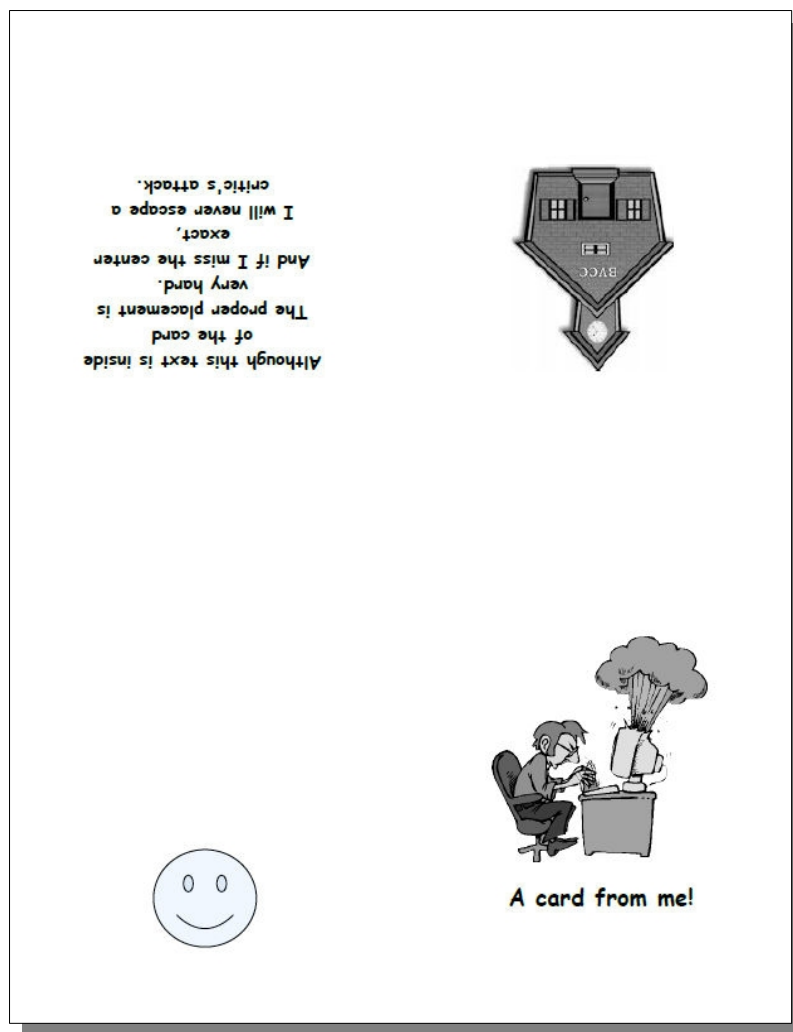 Although this text is inside
of the card
The proper placement is
very hard.
And if I miss the center
exact,
I will never escape a
critic's attack.
BVCC
A card from me!